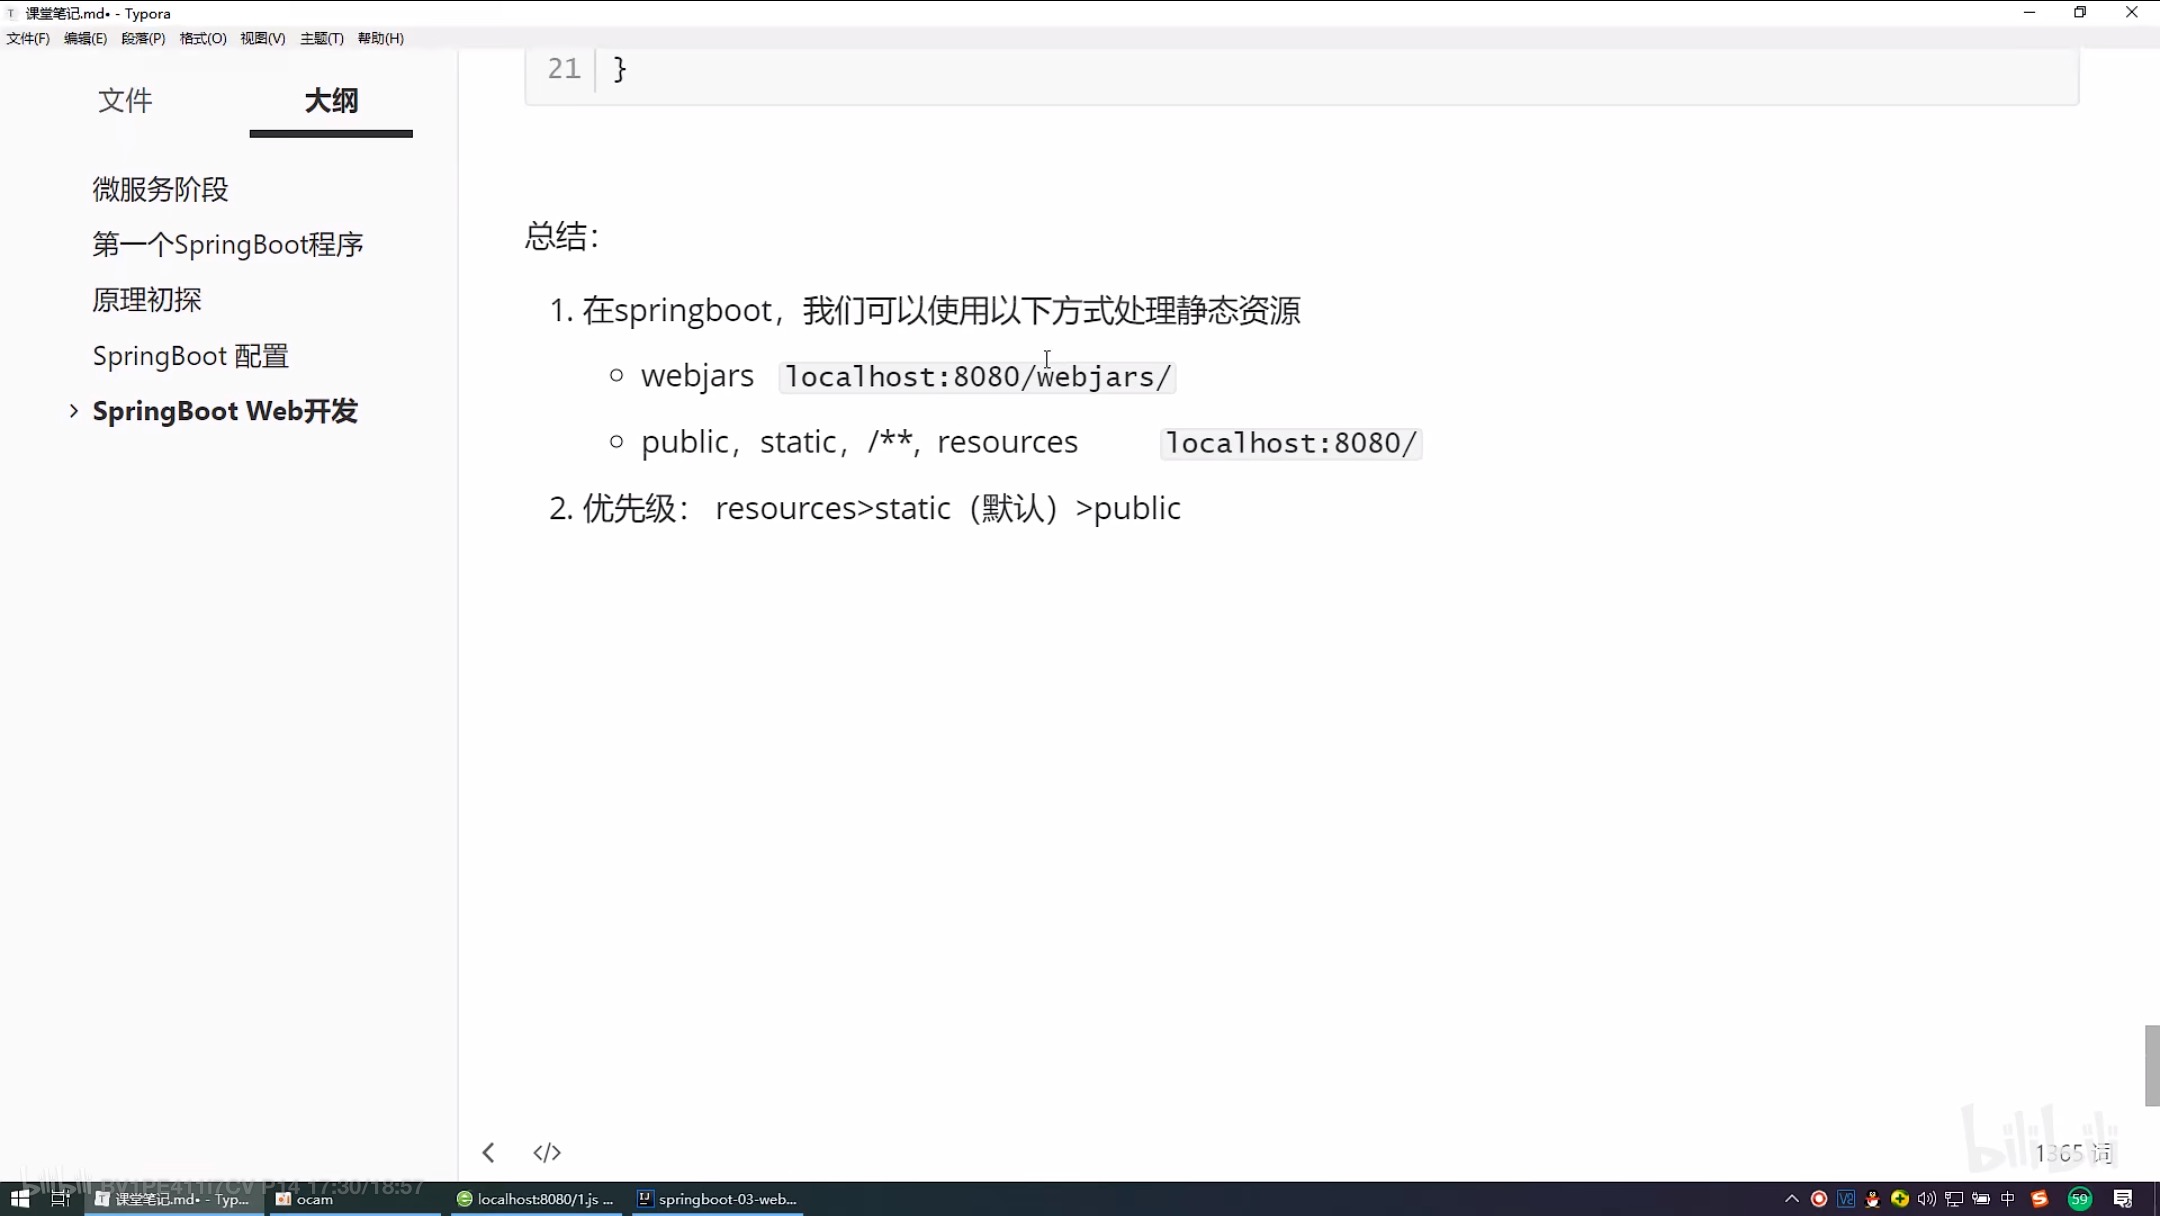 课堂笔记.md• - Typora
文件(F) 编辑(E) 段落(P) 格式(O) 视图(V) 主题(T) 帮助(H)
文件 大纲
微服务阶段
第一个SpringBoot程序
原理初探
SpringBoot 配置
SpringBoot Web开发
21 }
总结：
1. 在springboot，我们可以使用以下方式处理静态资源
webjars localhost:8080/webjars/
public，static，/**，resources localhost:8080/
2. 优先级： resources>static（默认）>public
</>
bilibili
1365 词
bilibili BV1PE411i7CV P14 17:30/18:57
课堂笔记.md• - Typ... ocam localhost:8080/1.js ... springboot-03-web... 中 59